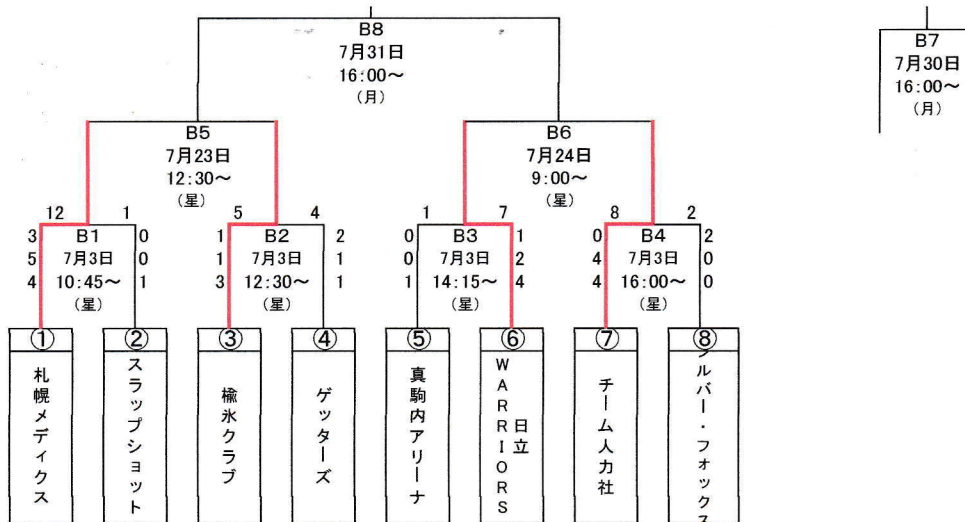 B8
7月31日
16:00～
(月)
B7
7月30日
16:00～
(月)
B5
7月23日
12:30～
(星)
B6
7月24日
9:00～
(星)
12 1
3 B1 0
5 7月3日 0
4 10:45～ 1
(星)
5 4
1 B2 2
1 7月3日 1
3 12:30～ 1
(星)
1 7
0 B3 1
0 7月3日 2
1 14:15～ 4
(星)
8 2
0 B4 2
4 7月3日 0
4 16:00～ 0
(星)
①
札幌メディクス
②
スラップショット
③
楡氷クラブ
④
ゲッターズ
⑤
真駒内アリーナ
⑥
日立
WARRIORS
⑦
チーム人力社
⑧
ルバー・フォックス